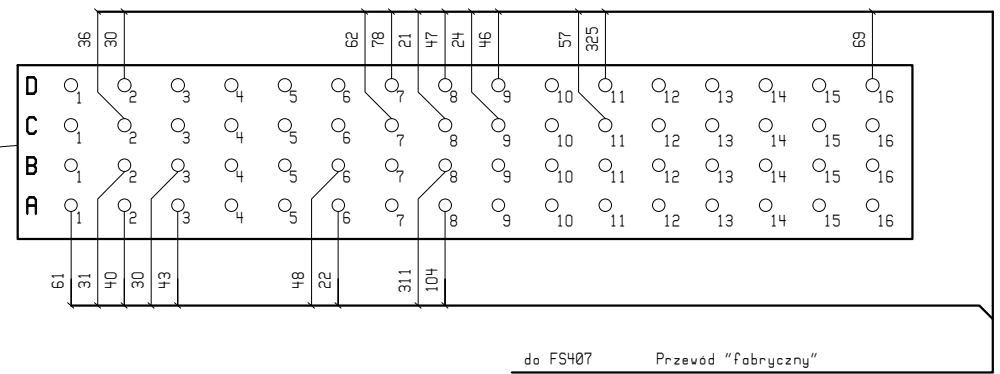 36 30 62 78 21 47 24 46 57 325 69
D 1 2 3 4 5 6 7 8 9 10 11 12 13 14 15 16
C 1 2 3 4 5 6 7 8 9 10 11 12 13 14 15 16
B 1 2 3 4 5 6 7 8 9 10 11 12 13 14 15 16
A 1 2 3 4 5 6 7 8 9 10 11 12 13 14 15 16
61 31 40 30 43 48 22 311 104
do FS407 Przewód "fabryczny"